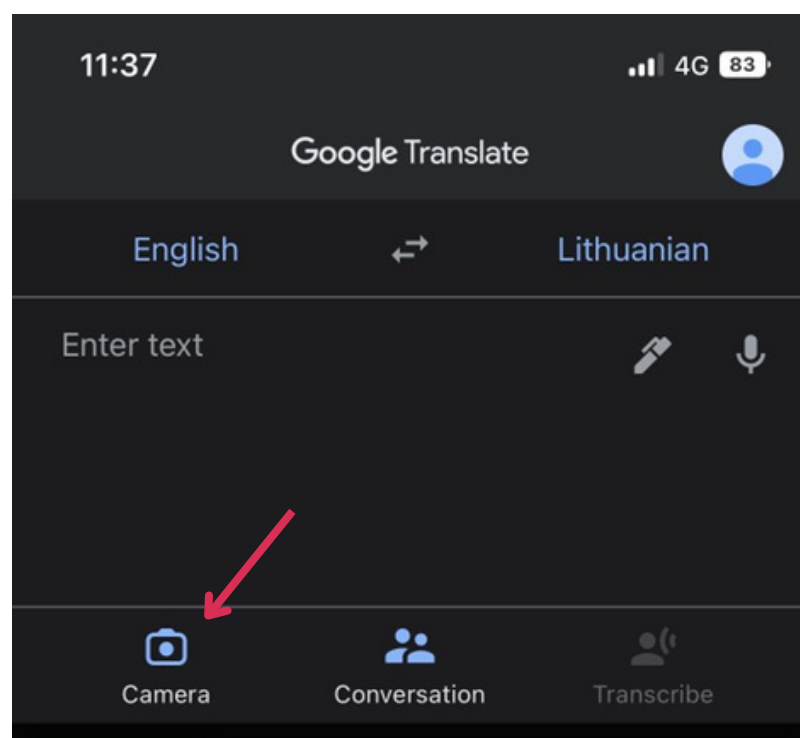 11:37 4G 83
Google Translate
English Lithuanian
Enter text
Camera Conversation Transcribe